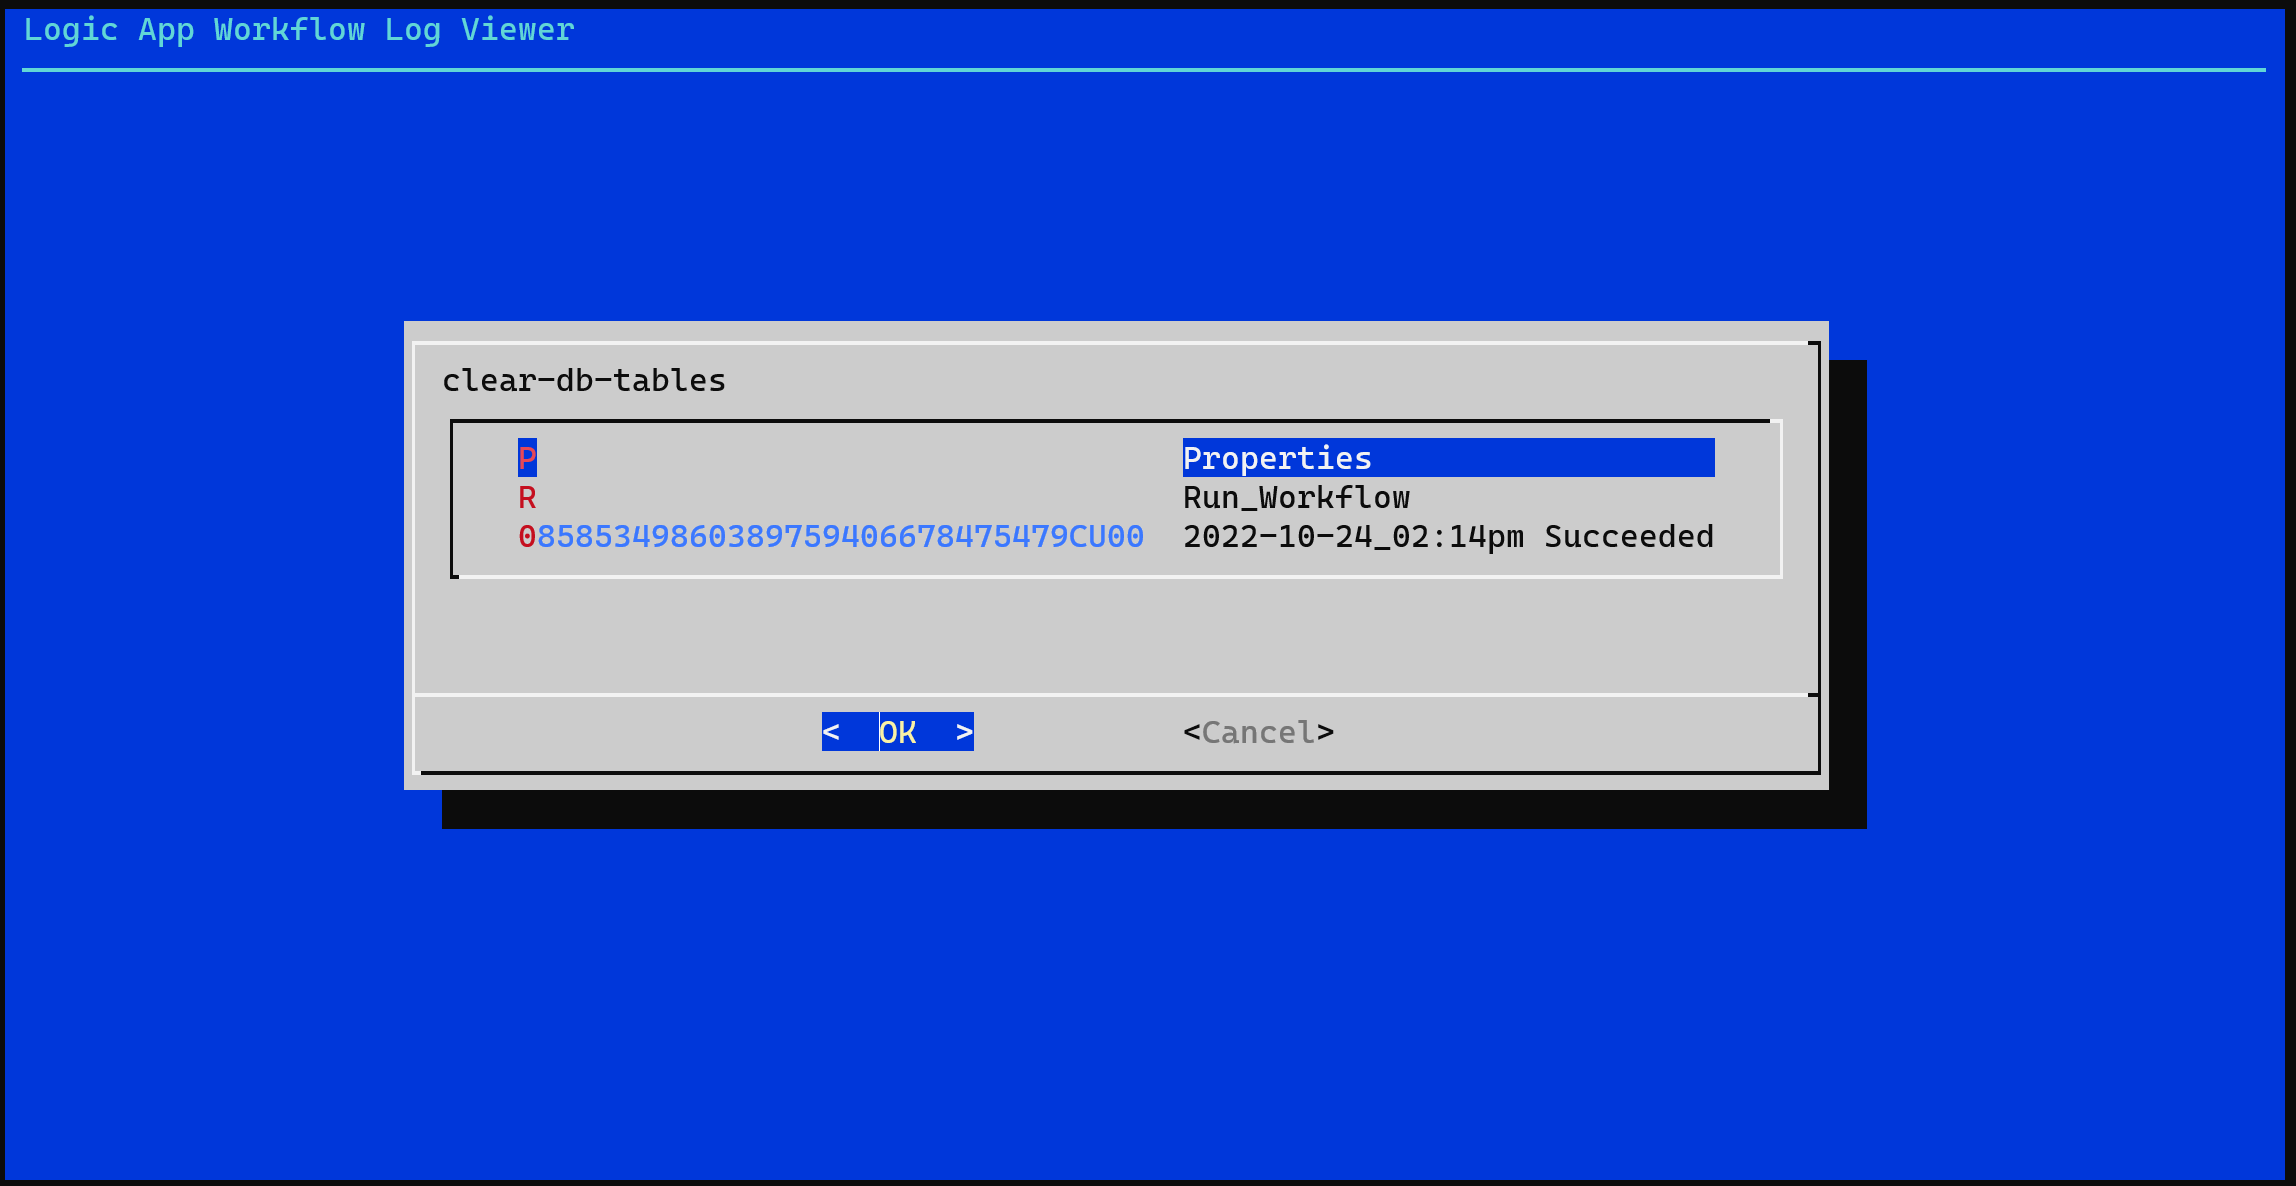 Logic App Workflow Log Viewer
clear-db-tables
P Properties
R Run_Workflow
08585349860389759406678475479CU00 2022-10-24_02:14pm Succeeded
< OK > <Cancel>